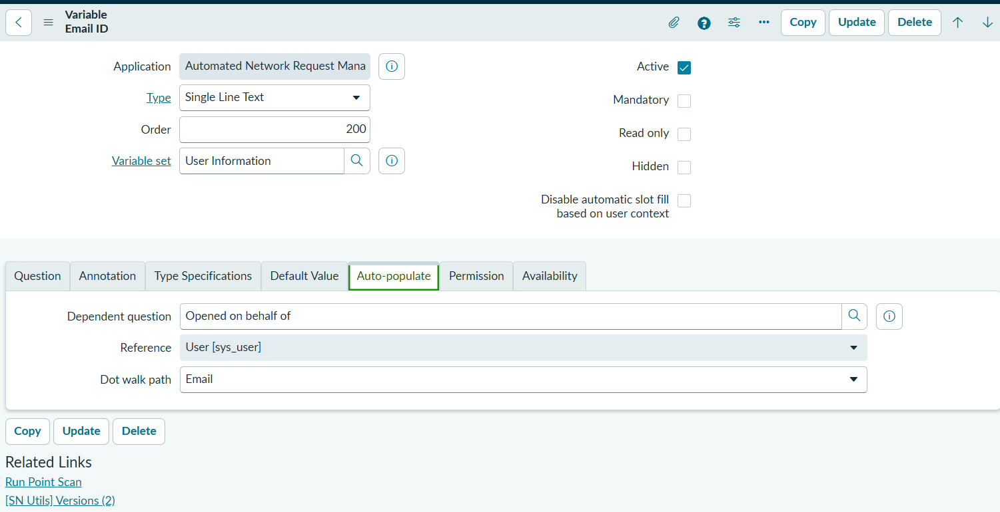 Variable
Email ID
Copy
Update
Delete
Application
Automated Network Request Mana
Type
Single Line Text
Order
200
Variable set
User Information
Active
Mandatory
Read only
Hidden
Disable automatic slot fill
based on user context
Question
Annotation
Type Specifications
Default Value
Auto-populate
Permission
Availability
Dependent question
Opened on behalf of
Reference
User [sys_user]
Dot walk path
Email
Copy
Update
Delete
Related Links
Run Point Scan
[SN Utils] Versions (2)